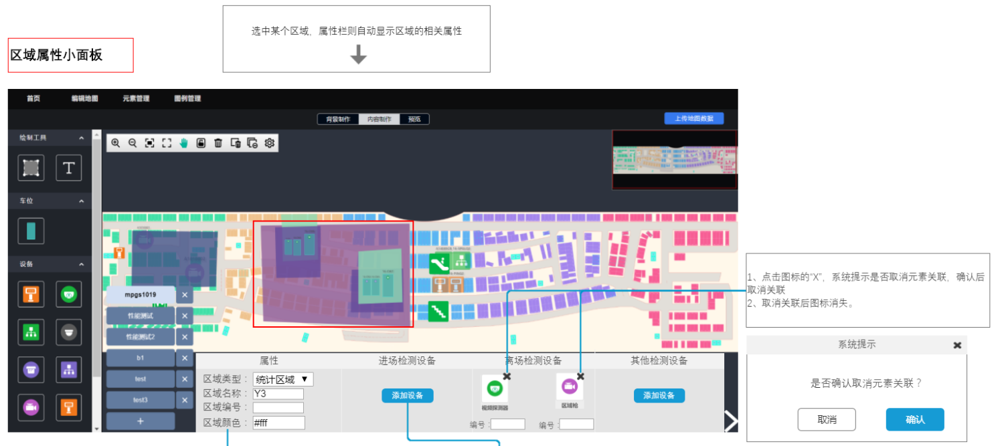 选中某个区域，属性栏则自动显示区域的相关属性
区域属性小面板
首页 编辑地图 元素管理 图例管理
背景制作 内容制作 预览 上传地图数据
绘制工具
T
车位
设备
mpgs1019 ×
性能测试 ×
性能测试2 ×
b1 ×
test ×
test3 ×
+
属性 进场检测设备 离场检测设备 其他检测设备
区域类型： 统计区域 ▼
区域名称： Y3
区域编号：
区域颜色： #fff
添加设备
视频探测器 区域枪
编号： 编号：
添加设备
1、点击图标的“X”，系统提示是否取消元素关联，确认后
取消关联
2、取消关联后图标消失。
系统提示 ✖
是否确认取消元素关联？
取消 确认